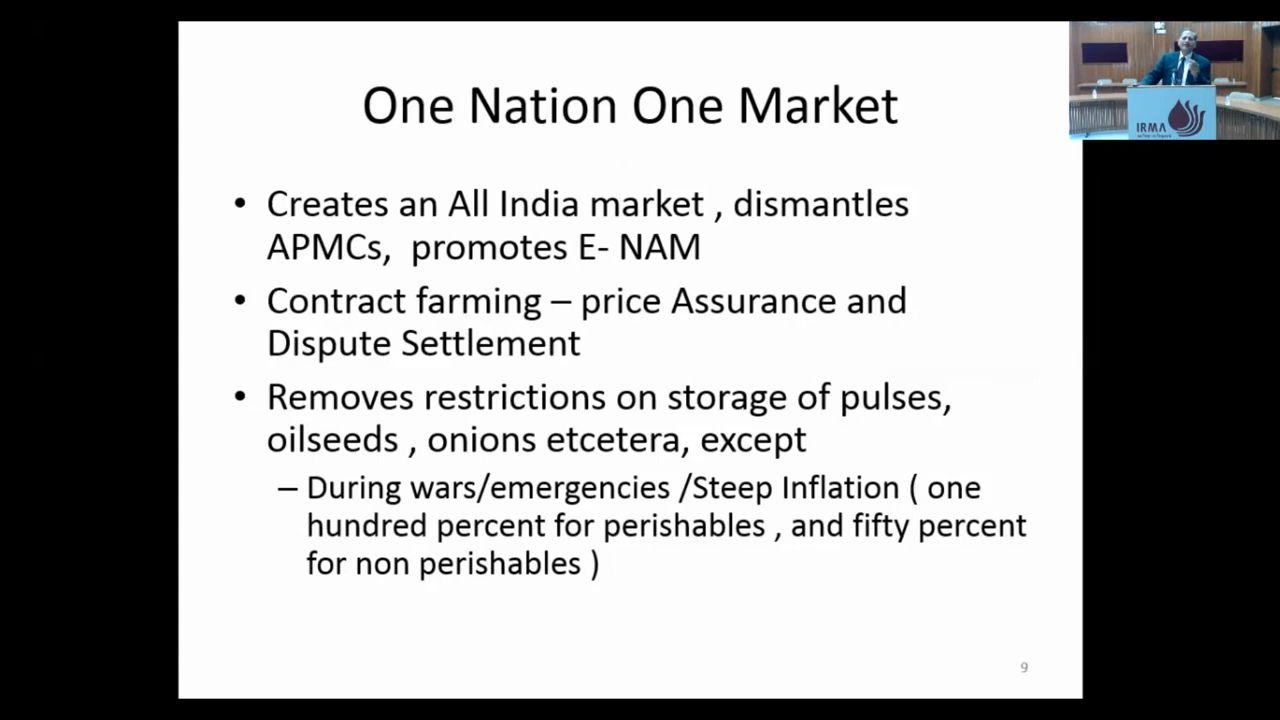 One Nation One Market
• Creates an All India market , dismantles
APMCs, promotes E- NAM
• Contract farming – price Assurance and
Dispute Settlement
• Removes restrictions on storage of pulses,
oilseeds , onions etcetera, except
– During wars/emergencies /Steep Inflation ( one
hundred percent for perishables , and fifty percent
for non perishables )
9
IRMA